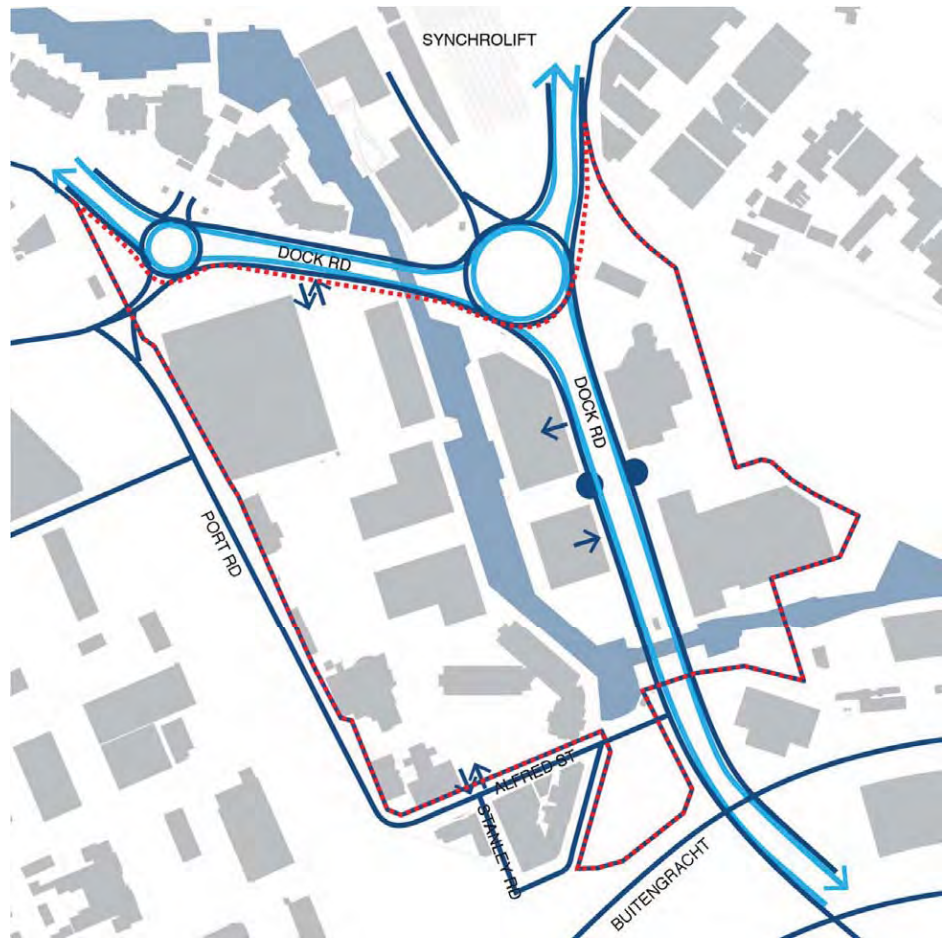 SYNCHROLIFT
DOCK RD
DOCK RD
PORT RD
ALFRED ST
STANLEY RD
BUITENGRACHT